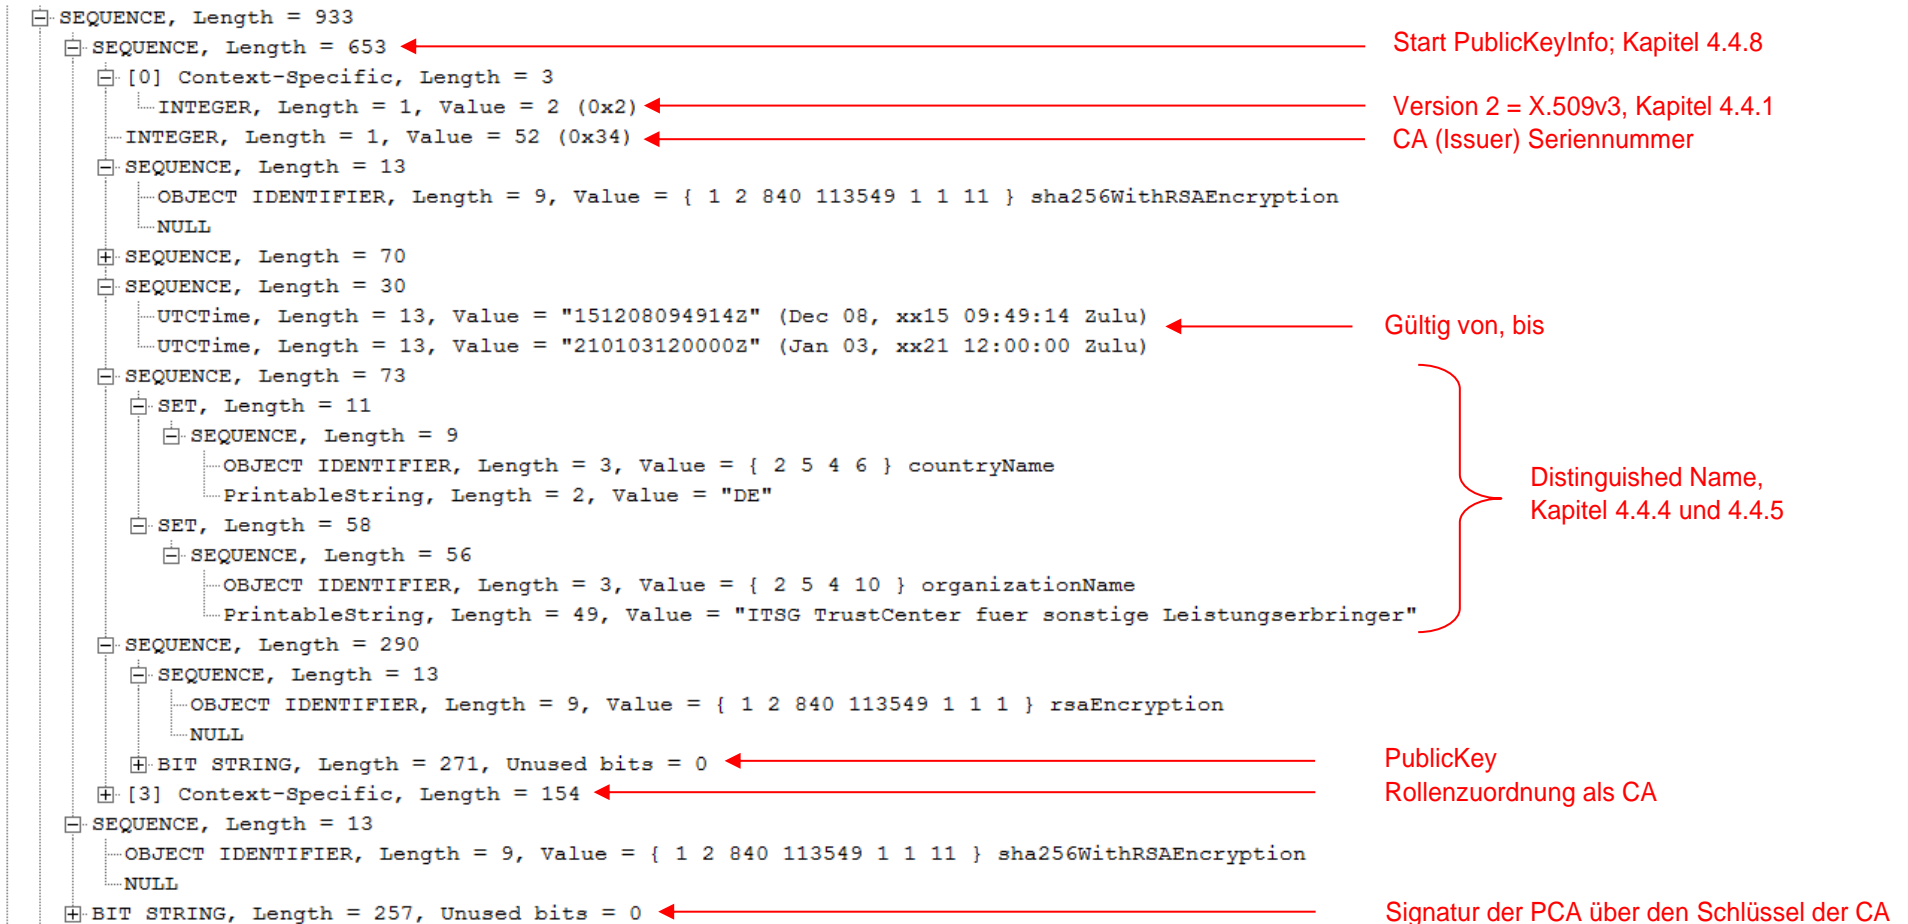 SEQUENCE, Length = 933
SEQUENCE, Length = 653 Start PublicKeyInfo; Kapitel 4.4.8
[0] Context-Specific, Length = 3
INTEGER, Length = 1, Value = 2 (0x2) Version 2 = X.509v3, Kapitel 4.4.1
INTEGER, Length = 1, Value = 52 (0x34) CA (Issuer) Seriennummer
SEQUENCE, Length = 13
OBJECT IDENTIFIER, Length = 9, Value = { 1 2 840 113549 1 1 11 } sha256WithRSAEncryption
NULL
SEQUENCE, Length = 70
SEQUENCE, Length = 30
UTCTime, Length = 13, Value = "151208094914Z" (Dec 08, xx15 09:49:14 Zulu)
Gültig von, bis
UTCTime, Length = 13, Value = "210103120000Z" (Jan 03, xx21 12:00:00 Zulu)
SEQUENCE, Length = 73
SET, Length = 11
SEQUENCE, Length = 9
OBJECT IDENTIFIER, Length = 3, Value = { 2 5 4 6 } countryName
PrintableString, Length = 2, Value = "DE"
Distinguished Name,
Kapitel 4.4.4 und 4.4.5
SET, Length = 58
SEQUENCE, Length = 56
OBJECT IDENTIFIER, Length = 3, Value = { 2 5 4 10 } organizationName
PrintableString, Length = 49, Value = "ITSG TrustCenter fuer sonstige Leistungserbringer"
SEQUENCE, Length = 290
SEQUENCE, Length = 13
OBJECT IDENTIFIER, Length = 9, Value = { 1 2 840 113549 1 1 1 } rsaEncryption
NULL
BIT STRING, Length = 271, Unused bits = 0 PublicKey
[3] Context-Specific, Length = 154 Rollenzuordnung als CA
SEQUENCE, Length = 13
OBJECT IDENTIFIER, Length = 9, Value = { 1 2 840 113549 1 1 11 } sha256WithRSAEncryption
NULL
BIT STRING, Length = 257, Unused bits = 0 Signatur der PCA über den Schlüssel der CA